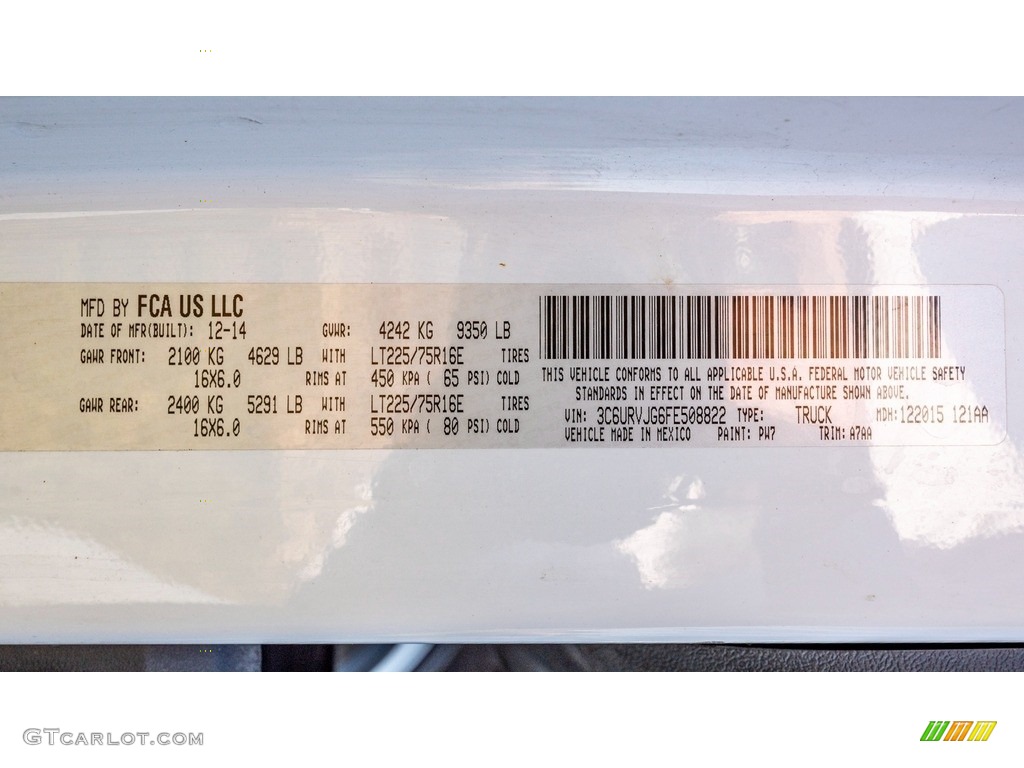 MFD BY FCA US LLC
DATE OF MFR(BUILT): 12-14 GVWR: 4242 KG 9350 LB
GAWR FRONT: 2100 KG 4629 LB WITH LT225/75R16E TIRES
16X6.0 RIMS AT 450 KPA ( 65 PSI) COLD
GAWR REAR: 2400 KG 5291 LB WITH LT225/75R16E TIRES
16X6.0 RIMS AT 550 KPA ( 80 PSI) COLD
THIS VEHICLE CONFORMS TO ALL APPLICABLE U.S.A. FEDERAL MOTOR VEHICLE SAFETY
STANDARDS IN EFFECT ON THE DATE OF MANUFACTURE SHOWN ABOVE.
VIN: 3C6URVJG6FE508822 TYPE: TRUCK MDH:122015 121AA
VEHICLE MADE IN MEXICO PAINT: PW7 TRIM: A7AA
GTCARLOT.COM